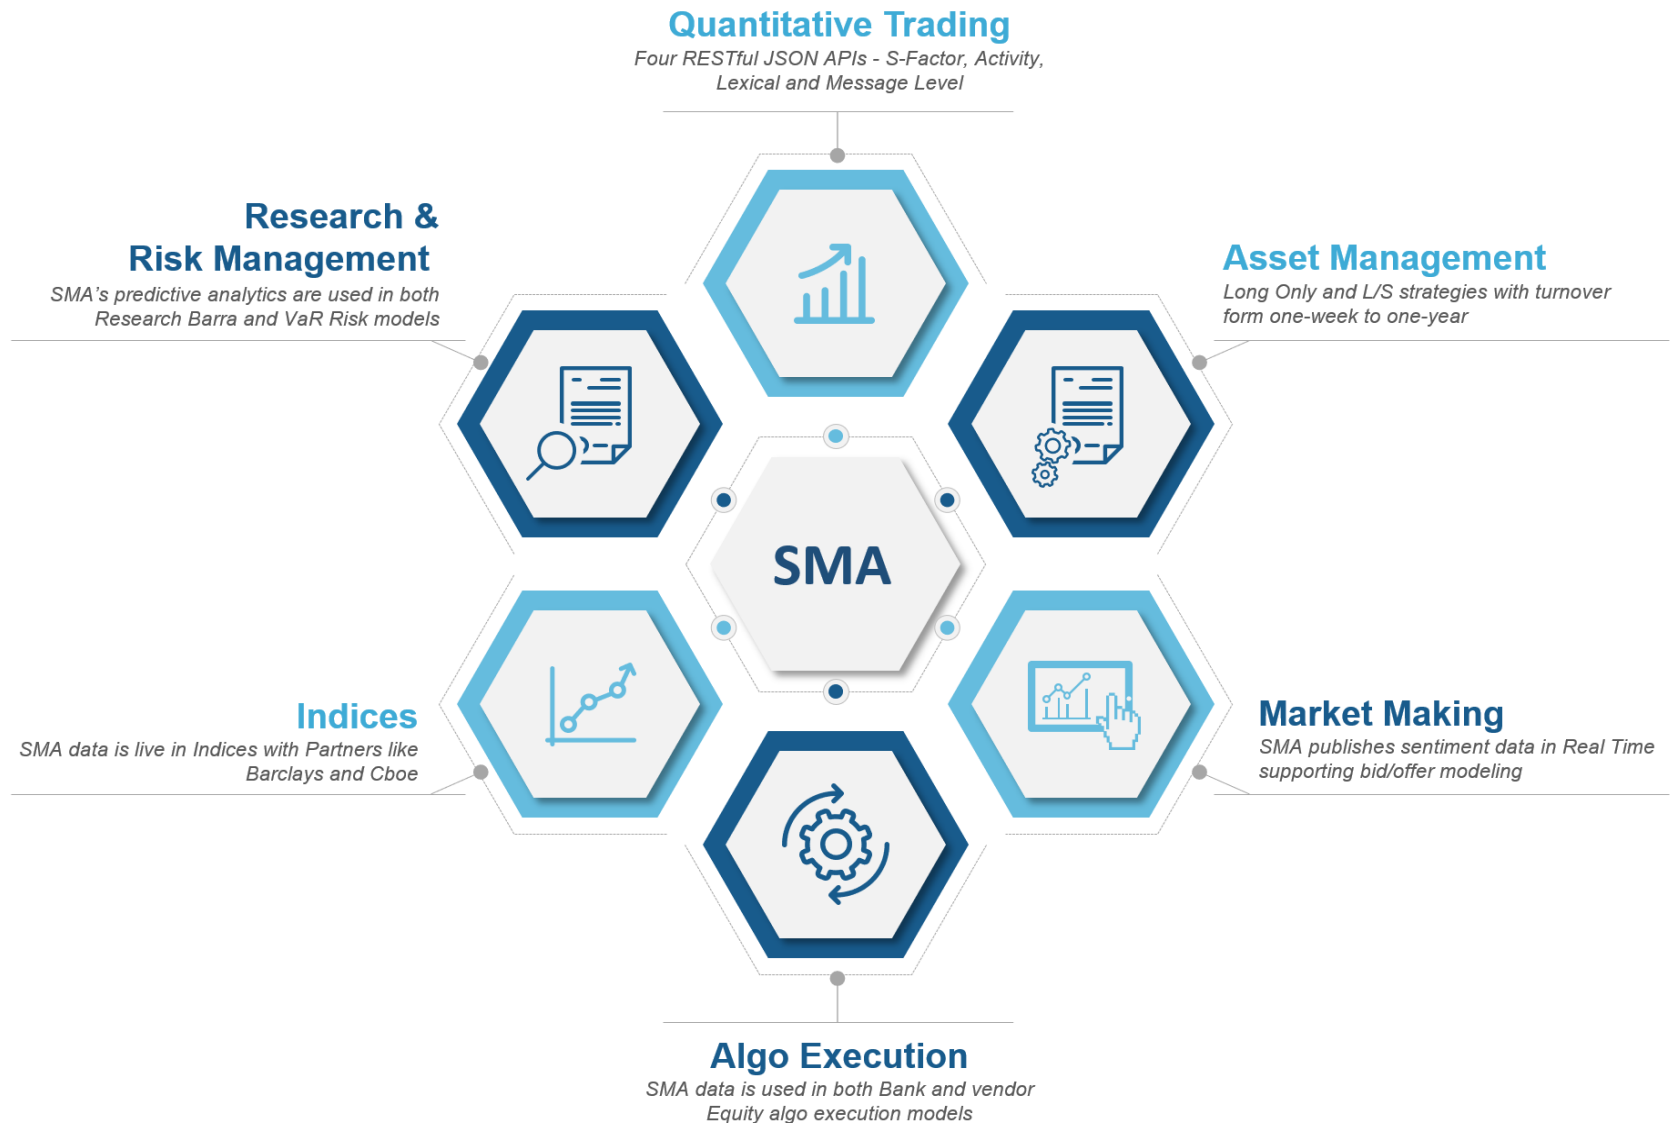 Quantitative Trading
Four RESTful JSON APIs - S-Factor, Activity,
Lexical and Message Level
Research &
Risk Management
SMA's predictive analytics are used in both
Research Barra and VaR Risk models
Asset Management
Long Only and L/S strategies with turnover
form one-week to one-year
SMA
Indices
SMA data is live in Indices with Partners like
Barclays and Cboe
Market Making
SMA publishes sentiment data in Real Time
supporting bid/offer modeling
Algo Execution
SMA data is used in both Bank and vendor
Equity algo execution models